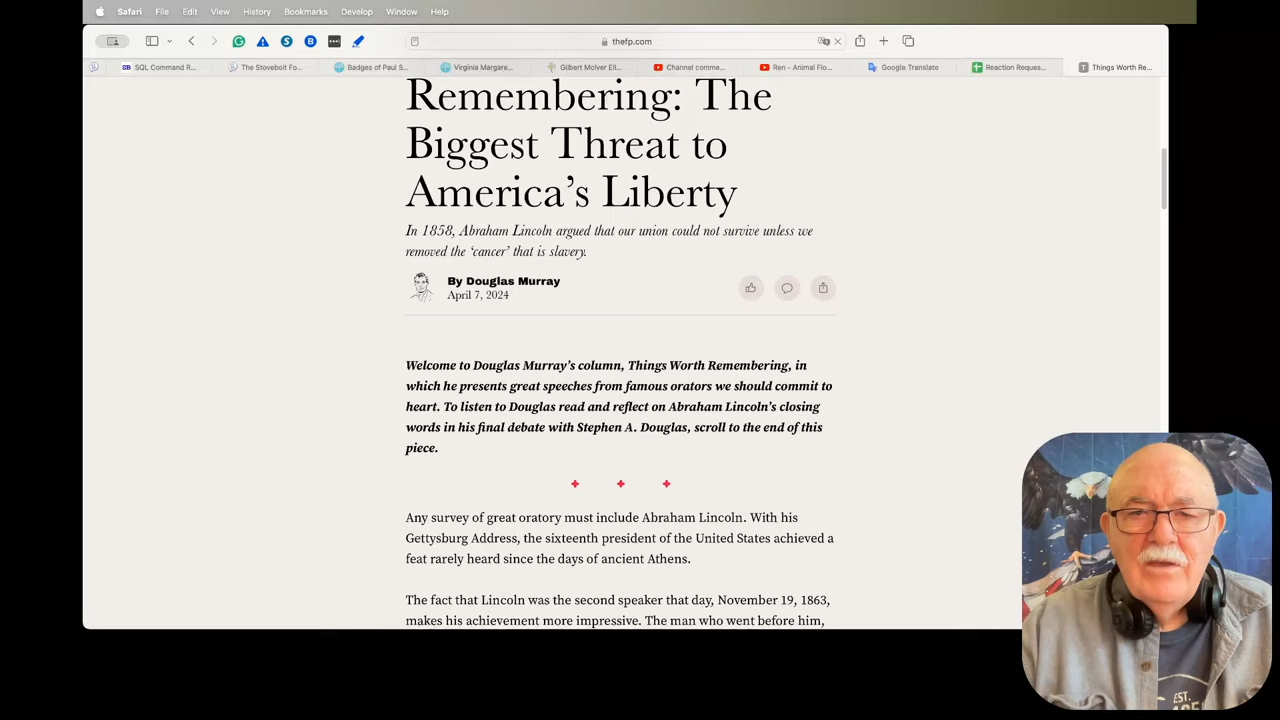 Safari File Edit View History Bookmarks Develop Window Help
thefp.com
SQL Command R... The Stovebolt Fo... Badges of Paul S... Virginia Margare... Gilbert McIver Ell... Channel comme... Ren - Animal Flo... Google Translate Reaction Reques... Things Worth Re...
Remembering: The
Biggest Threat to
America’s Liberty
In 1858, Abraham Lincoln argued that our union could not survive unless we
removed the ‘cancer’ that is slavery.
By Douglas Murray
April 7, 2024
Welcome to Douglas Murray’s column, Things Worth Remembering, in
which he presents great speeches from famous orators we should commit to
heart. To listen to Douglas read and reflect on Abraham Lincoln’s closing
words in his final debate with Stephen A. Douglas, scroll to the end of this
piece.
Any survey of great oratory must include Abraham Lincoln. With his
Gettysburg Address, the sixteenth president of the United States achieved a
feat rarely heard since the days of ancient Athens.
The fact that Lincoln was the second speaker that day, November 19, 1863,
makes his achievement more impressive. The man who went before him,
EST.